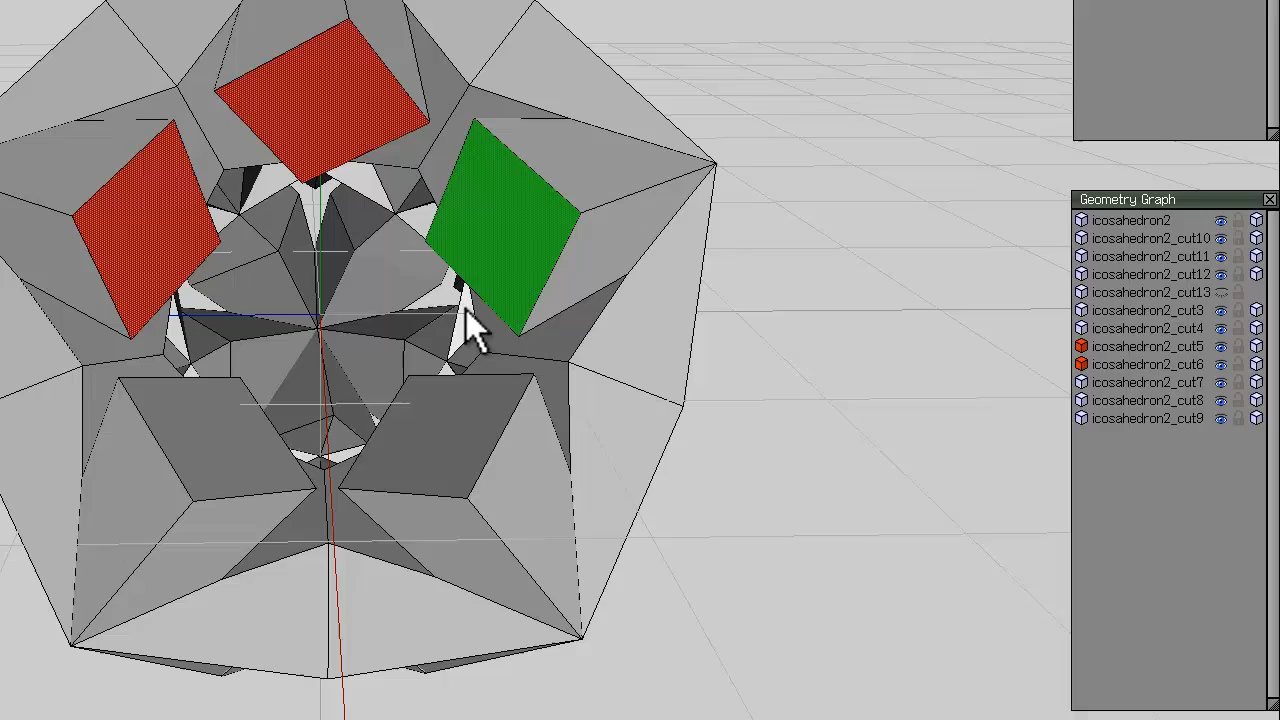 Geometry Graph
icosahedron2
icosahedron2_cut10
icosahedron2_cut11
icosahedron2_cut12
icosahedron2_cut13
icosahedron2_cut3
icosahedron2_cut4
icosahedron2_cut5
icosahedron2_cut6
icosahedron2_cut7
icosahedron2_cut8
icosahedron2_cut9